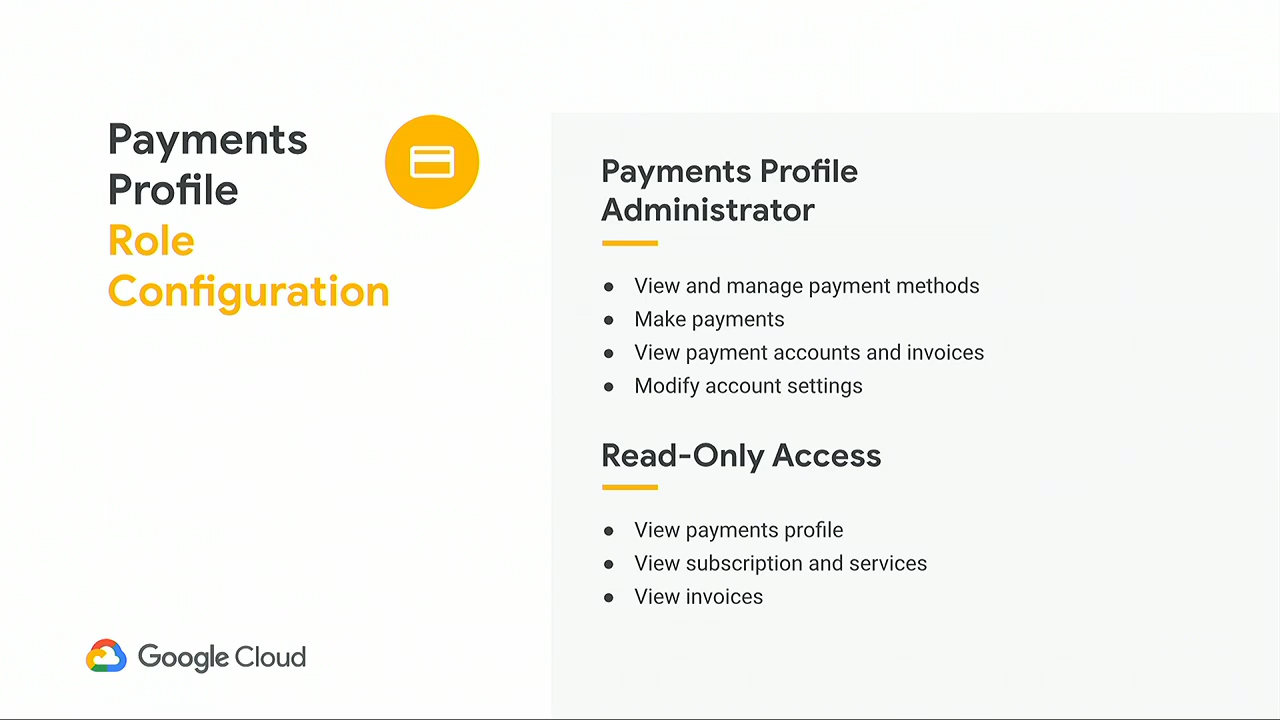 Payments
Profile
Role
Configuration
Payments Profile
Administrator
● View and manage payment methods
● Make payments
● View payment accounts and invoices
● Modify account settings
Read-Only Access
● View payments profile
● View subscription and services
● View invoices
Google Cloud